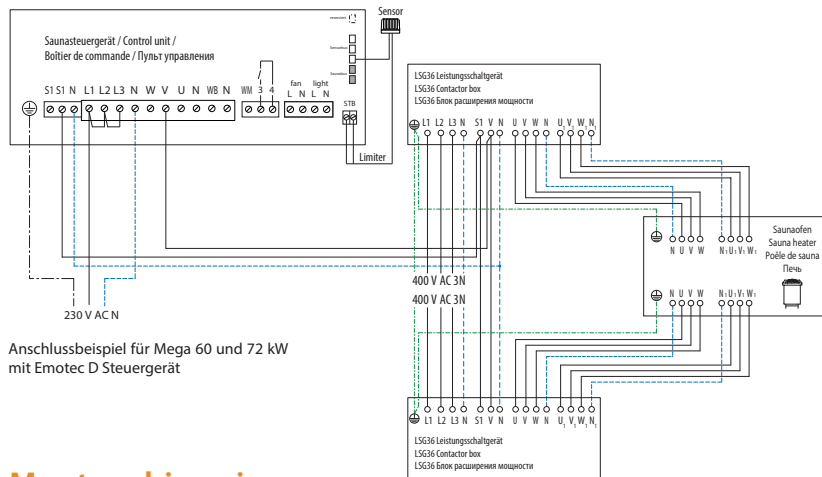 Sensor
reserviert
Saunasteuergerät / Control unit /
Boîtier de commande / Пульт управления
Sensorbus
Saunabus
S1 S1 N L1 L2 L3 N W V U N WB N WM 3 4
fan light
L N L N
STB
Limiter
LSG36 Leistungsschaltgerät
LSG36 Contactor box
LSG36 Блок расширения мощности
L1 L2 L3 N S1 V N U V W N U1 V1 W1 N1
Saunaofen
Sauna heater
Poêle de sauna
Печь
N U V W N1 U1 V1 W1
N U V W N1 U1 V1 W1
400 V AC 3N
400 V AC 3N
230 V AC N
Anschlussbeispiel für Mega 60 und 72 kW
mit Emotec D Steuergerät
L1 L2 L3 N S1 V N U V W N U1 V1 W1 N1
LSG36 Leistungsschaltgerät
LSG36 Contactor box
LSG36 Блок расширения мощности